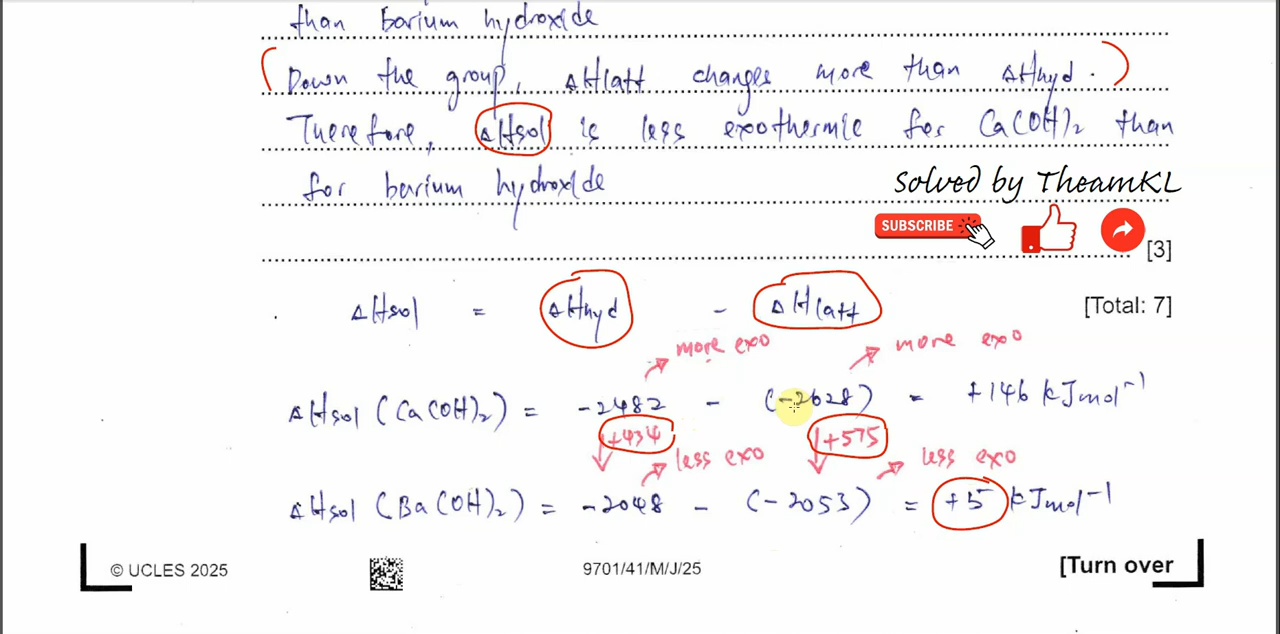 than barium hydroxide
(Down the group, ΔHlatt changes more than ΔHhyd.)
Therefore, ΔHsol is less exothermic for Ca(OH)2 than
for barium hydroxide
Solved by TheamKL
SUBSCRIBE
[3]
ΔHsol = ΔHhyd - ΔHlatt
[Total: 7]
more exo more exo
ΔHsol (Ca(OH)2) = -2482 - (-2628) = +146 kJmol-1
+434 +575
less exo less exo
ΔHsol (Ba(OH)2) = -2048 - (-2053) = +5 kJmol-1
© UCLES 2025 9701/41/M/J/25 [Turn over